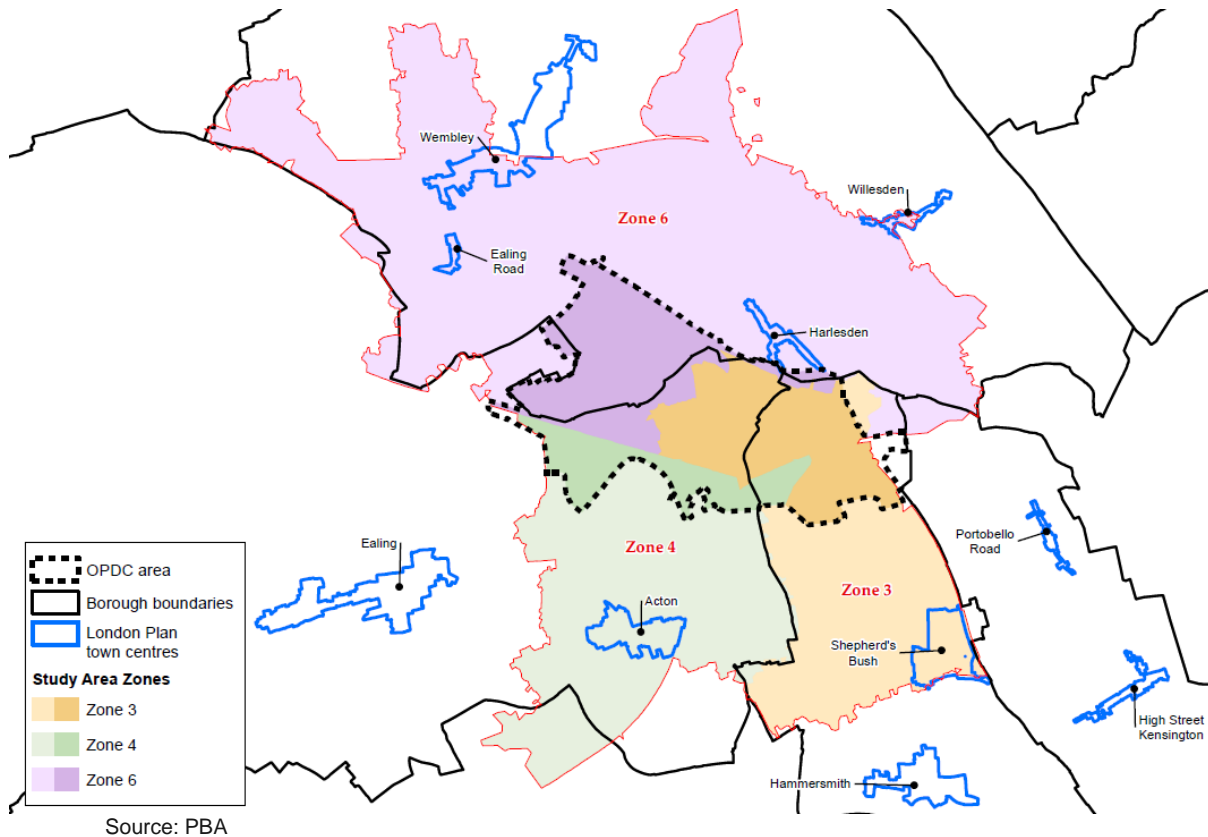 Wembley
Willesden
Zone 6
Ealing
Road
Harlesden
Portobello
Road
Zone 4
Ealing
Zone 3
Acton
Shepherd's
Bush
High Street
Kensington
Hammersmith
OPDC area
Borough boundaries
London Plan
town centres
Study Area Zones
Zone 3
Zone 4
Zone 6
Source: PBA